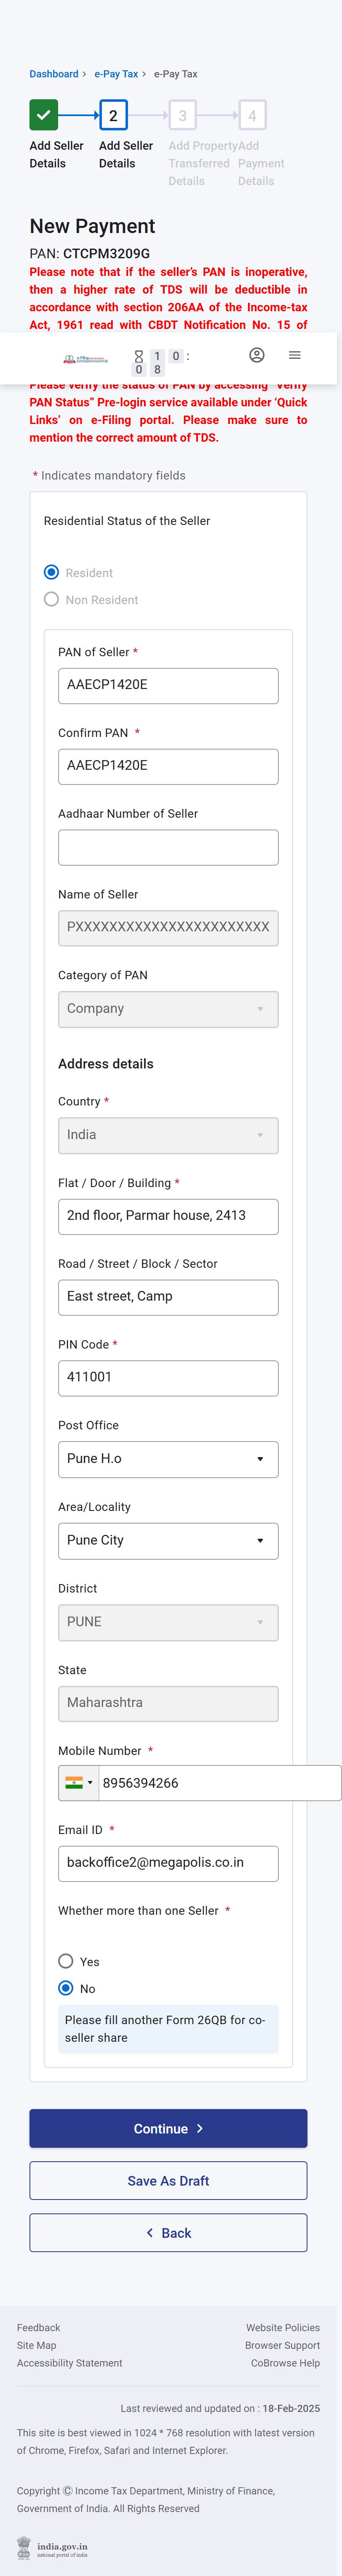 Dashboard > e-Pay Tax > e-Pay Tax
2 3 4
Add Seller Add Seller Add Property Add
Details Details Transferred Payment
Details Details
New Payment
PAN: CTCPM3209G
Please note that if the seller's PAN is inoperative,
then a higher rate of TDS will be deductible in
accordance with section 206AA of the Income-tax
Act, 1961 read with CBDT Notification No. 15 of
1 0 :
0 8
Please verify the status of PAN by accessing "Verify
PAN Status" Pre-login service available under 'Quick
Links' on e-Filing portal. Please make sure to
mention the correct amount of TDS.
* Indicates mandatory fields
Residential Status of the Seller
Resident
Non Resident
PAN of Seller *
AAECP1420E
Confirm PAN *
AAECP1420E
Aadhaar Number of Seller
Name of Seller
PXXXXXXXXXXXXXXXXXXXXXXX
Category of PAN
Company
Address details
Country *
India
Flat / Door / Building *
2nd floor, Parmar house, 2413
Road / Street / Block / Sector
East street, Camp
PIN Code *
411001
Post Office
Pune H.o
Area/Locality
Pune City
District
PUNE
State
Maharashtra
Mobile Number *
8956394266
Email ID *
backoffice2@megapolis.co.in
Whether more than one Seller *
Yes
No
Please fill another Form 26QB for co-
seller share
Continue >
Save As Draft
< Back
Feedback Website Policies
Site Map Browser Support
Accessibility Statement CoBrowse Help
Last reviewed and updated on : 18-Feb-2025
This site is best viewed in 1024 * 768 resolution with latest version
of Chrome, Firefox, Safari and Internet Explorer.
Copyright © Income Tax Department, Ministry of Finance,
Government of India. All Rights Reserved
india.gov.in
national portal of india